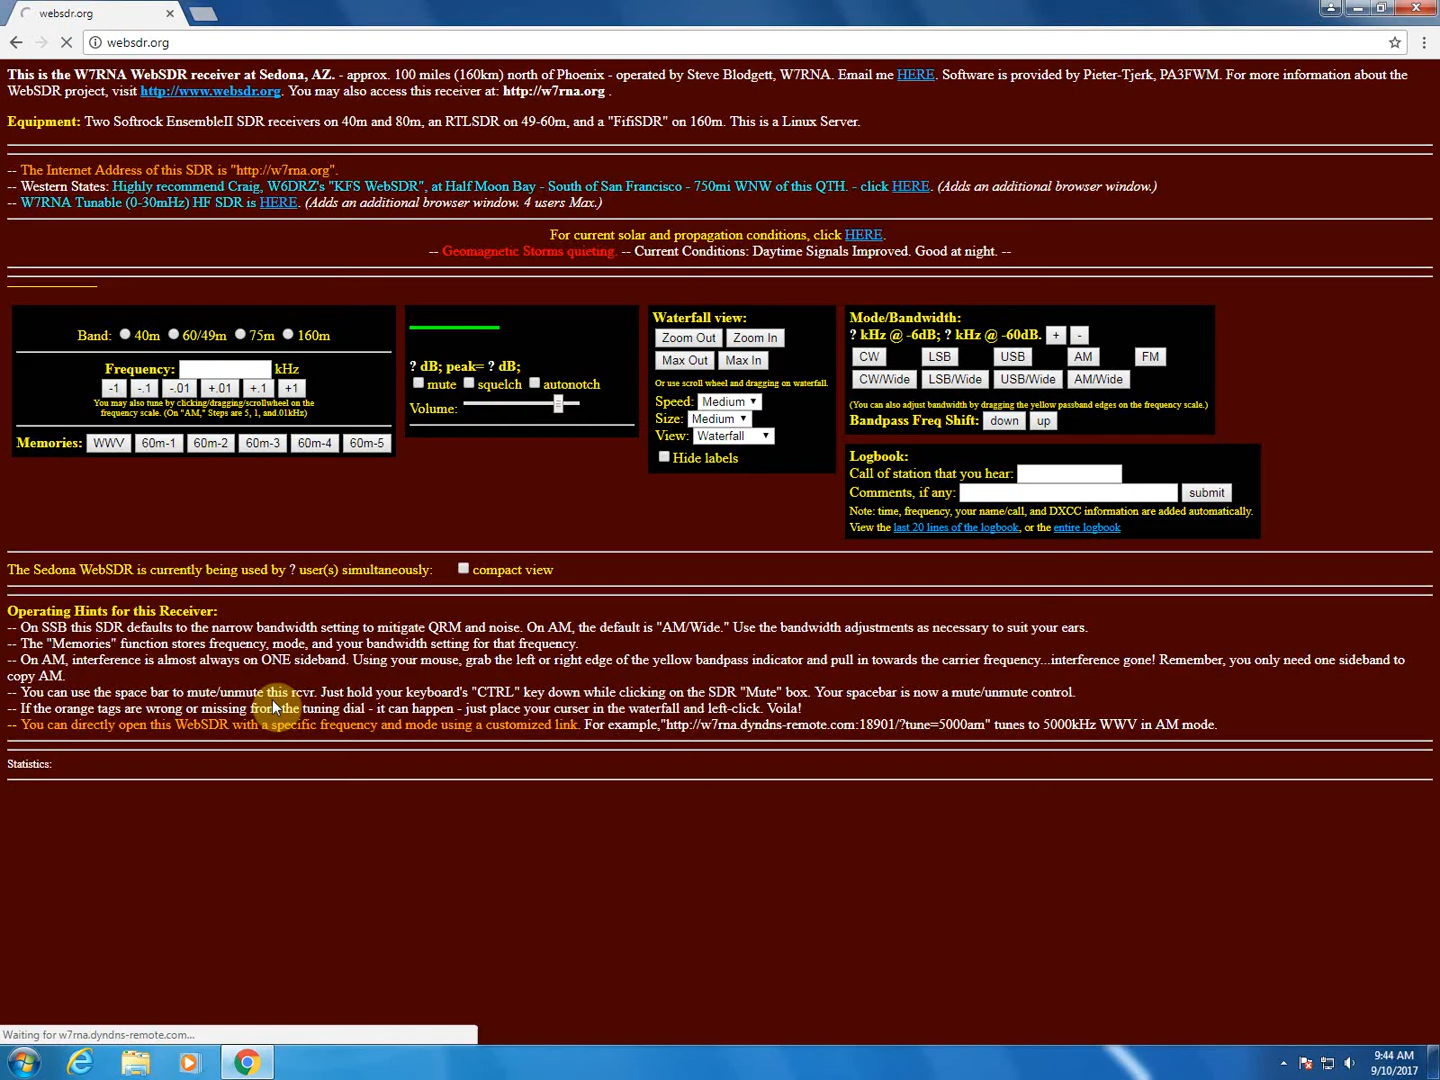 websdr.org
websdr.org
This is the W7RNA WebSDR receiver at Sedona, AZ. - approx. 100 miles (160km) north of Phoenix - operated by Steve Blodgett, W7RNA. Email me HERE. Software is provided by Pieter-Tjerk, PA3FWM. For more information about the
WebSDR project, visit http://www.websdr.org. You may also access this receiver at: http://w7rna.org .
Equipment: Two Softrock EnsembleII SDR receivers on 40m and 80m, an RTLSDR on 49-60m, and a "FifiSDR" on 160m. This is a Linux Server.
-- The Internet Address of this SDR is "http://w7rna.org".
-- Western States: Highly recommend Craig, W6DRZ's "KFS WebSDR", at Half Moon Bay - South of San Francisco - 750mi WNW of this QTH. - click HERE. (Adds an additional browser window.)
-- W7RNA Tunable (0-30mHz) HF SDR is HERE. (Adds an additional browser window. 4 users Max.)
For current solar and propagation conditions, click HERE.
-- Geomagnetic Storms quieting. -- Current Conditions: Daytime Signals Improved. Good at night. --
Band: 40m 60/49m 75m 160m
Frequency: kHz
-1 -.1 -.01 +.01 +.1 +1
You may also tune by clicking/dragging/scrollwheel on the
frequency scale. (On "AM," Steps are 5, 1, and.01kHz)
Memories: WWV 60m-1 60m-2 60m-3 60m-4 60m-5
? dB; peak= ? dB;
mute squelch autonotch
Volume:
Waterfall view:
Zoom Out Zoom In
Max Out Max In
Or use scroll wheel and dragging on waterfall.
Speed: Medium
Size: Medium
View: Waterfall
Hide labels
Mode/Bandwidth:
? kHz @ -6dB; ? kHz @ -60dB. + -
CW LSB USB AM FM
CW/Wide LSB/Wide USB/Wide AM/Wide
(You can also adjust bandwidth by dragging the yellow passband edges on the frequency scale.)
Bandpass Freq Shift: down up
Logbook:
Call of station that you hear:
Comments, if any: submit
Note: time, frequency, your name/call, and DXCC information are added automatically.
View the last 20 lines of the logbook, or the entire logbook
The Sedona WebSDR is currently being used by ? user(s) simultaneously: compact view
Operating Hints for this Receiver:
-- On SSB this SDR defaults to the narrow bandwidth setting to mitigate QRM and noise. On AM, the default is "AM/Wide." Use the bandwidth adjustments as necessary to suit your ears.
-- The "Memories" function stores frequency, mode, and your bandwidth setting for that frequency.
-- On AM, interference is almost always on ONE sideband. Using your mouse, grab the left or right edge of the yellow bandpass indicator and pull in towards the carrier frequency...interference gone! Remember, you only need one sideband to
copy AM.
-- You can use the space bar to mute/unmute this rcvr. Just hold your keyboard's "CTRL" key down while clicking on the SDR "Mute" box. Your spacebar is now a mute/unmute control.
-- If the orange tags are wrong or missing from the tuning dial - it can happen - just place your curser in the waterfall and left-click. Voila!
-- You can directly open this WebSDR with a specific frequency and mode using a customized link. For example,"http://w7rna.dyndns-remote.com:18901/?tune=5000am" tunes to 5000kHz WWV in AM mode.
Statistics:
Waiting for w7rna.dyndns-remote.com...
9:44 AM
9/10/2017